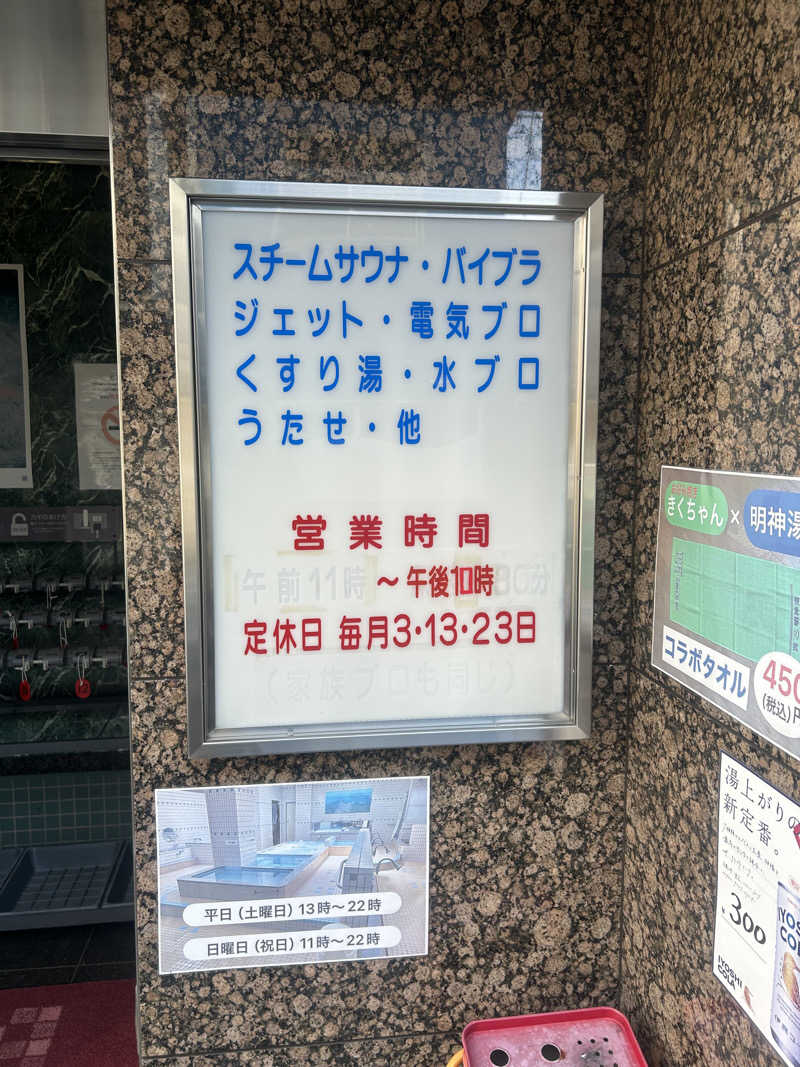 スチームサウナ・バイブラ
ジェット・電気ブロ
くすり湯・水ブロ
うたせ・他
営業時間
午前11時 ～午後10時 30分
定休日 毎月3・13・23日
(家族ブロも同じ)
平日（土曜日）13時～22時
日曜日（祝日）11時～22時
きくちゃん × 明神湯
コラボタオル
450
(税込)円
湯上がりの
新定番。
¥300
IYOSHI
COLA